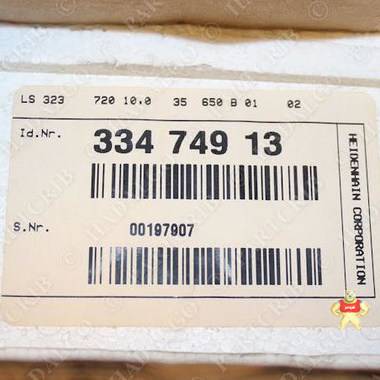 LS 323 720 10.0 35 650 B 01 02
Id.Nr. 334 749 13
S.Nr. 00197907
HEIDENHAIN CORPORATION